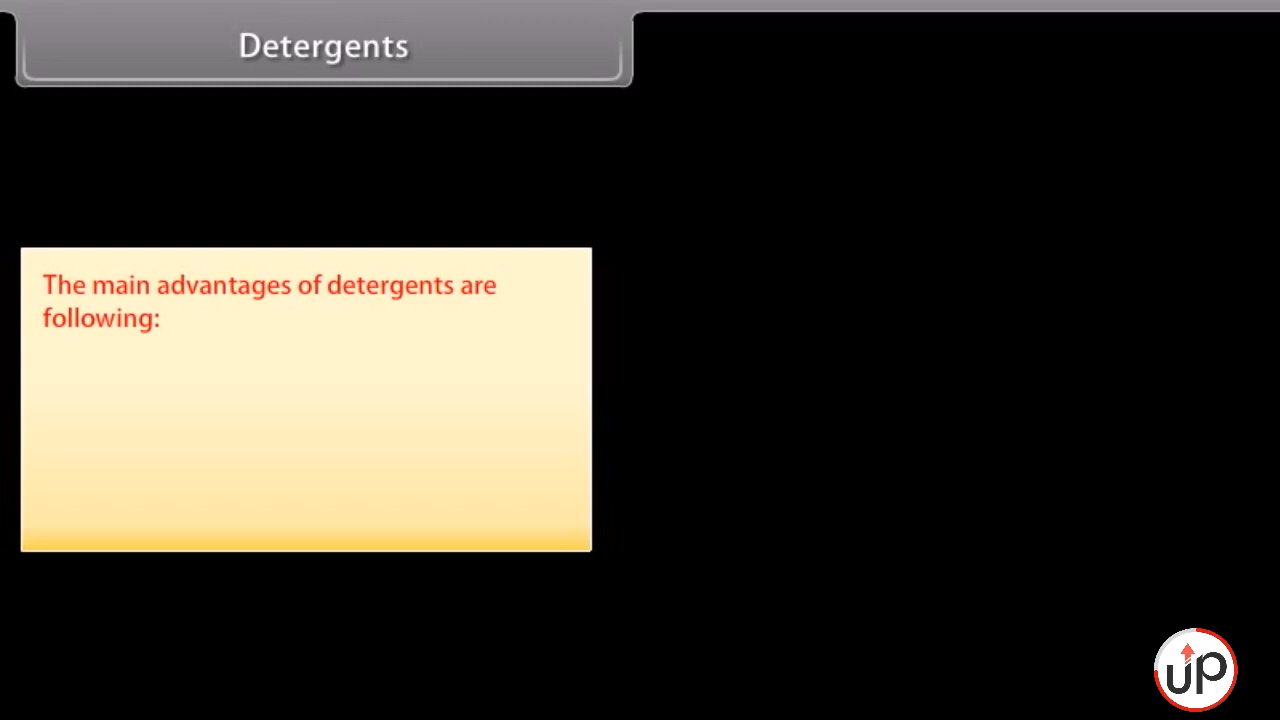 Detergents
The main advantages of detergents are
following:
UP